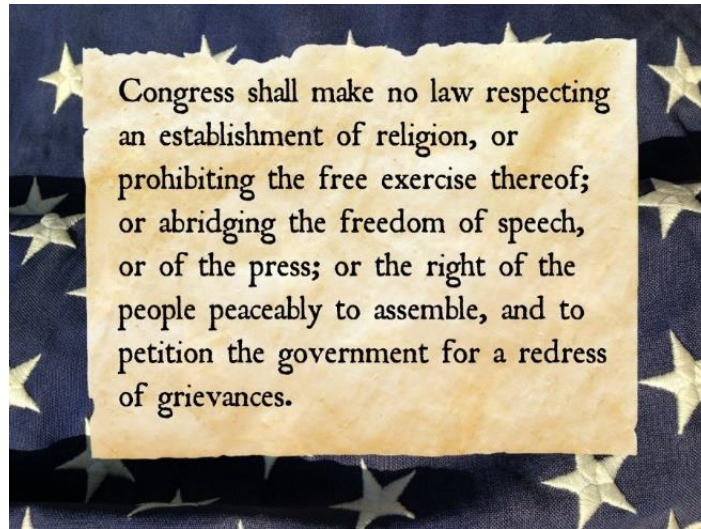 Congress shall make no law respecting
an establishment of religion, or
prohibiting the free exercise thereof;
or abridging the freedom of speech,
or of the press; or the right of the
people peaceably to assemble, and to
petition the government for a redress
of grievances.